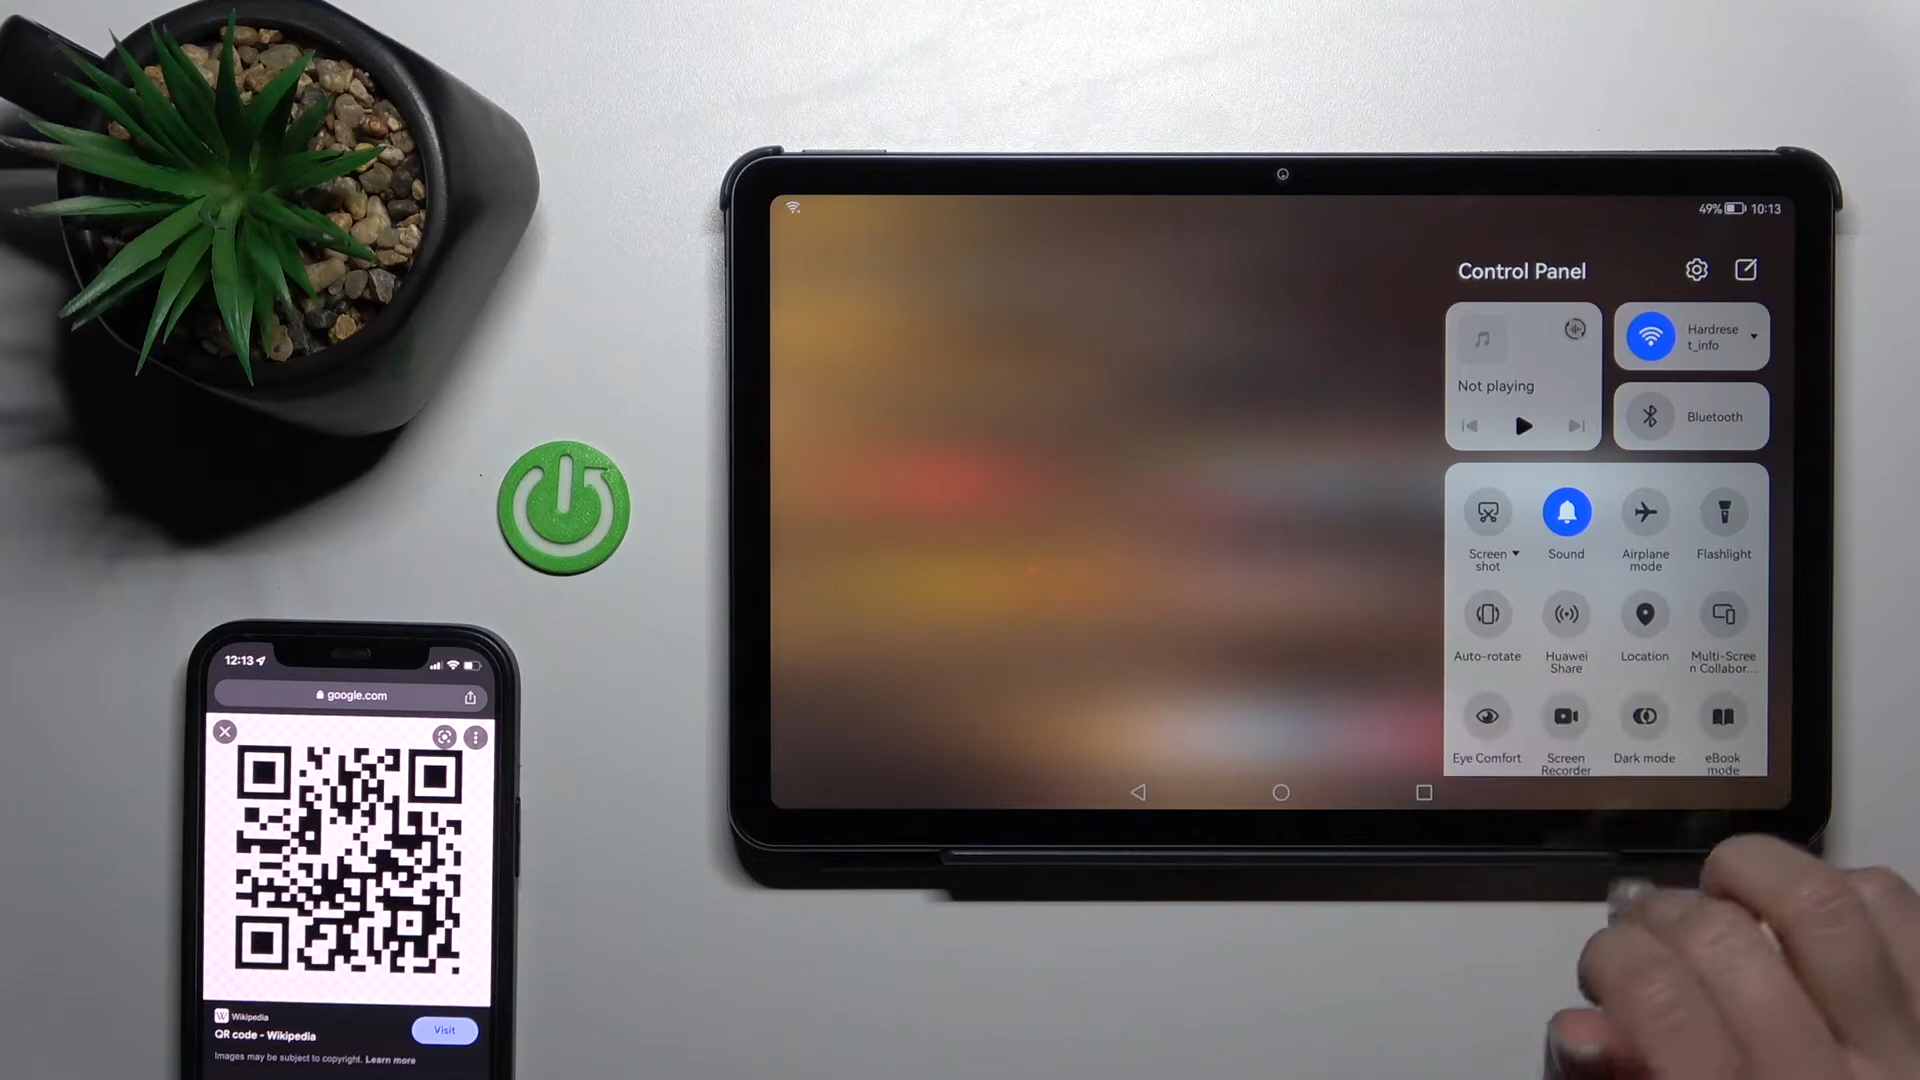 49% 10:13
Control Panel
Hardrese
t_info
Not playing
Bluetooth
Screen
shot
Sound
Airplane
mode
Flashlight
Auto-rotate
Huawei
Share
Location
Multi-Scree
n Collabor...
Eye Comfort
Screen
Recorder
Dark mode
eBook
mode
12:13
google.com
W Wikipedia
QR code - Wikipedia
Visit
Images may be subject to copyright. Learn more